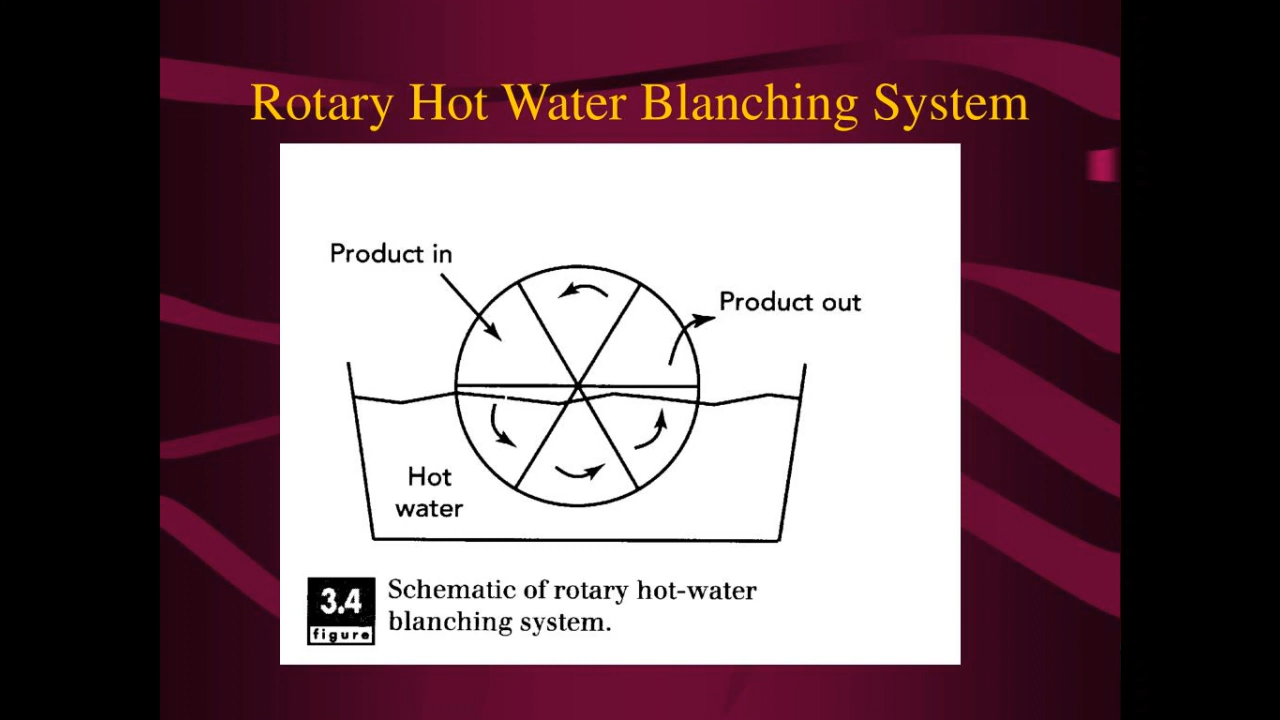 Rotary Hot Water Blanching System
Product in
Product out
Hot
water
3.4
figure
Schematic of rotary hot-water
blanching system.